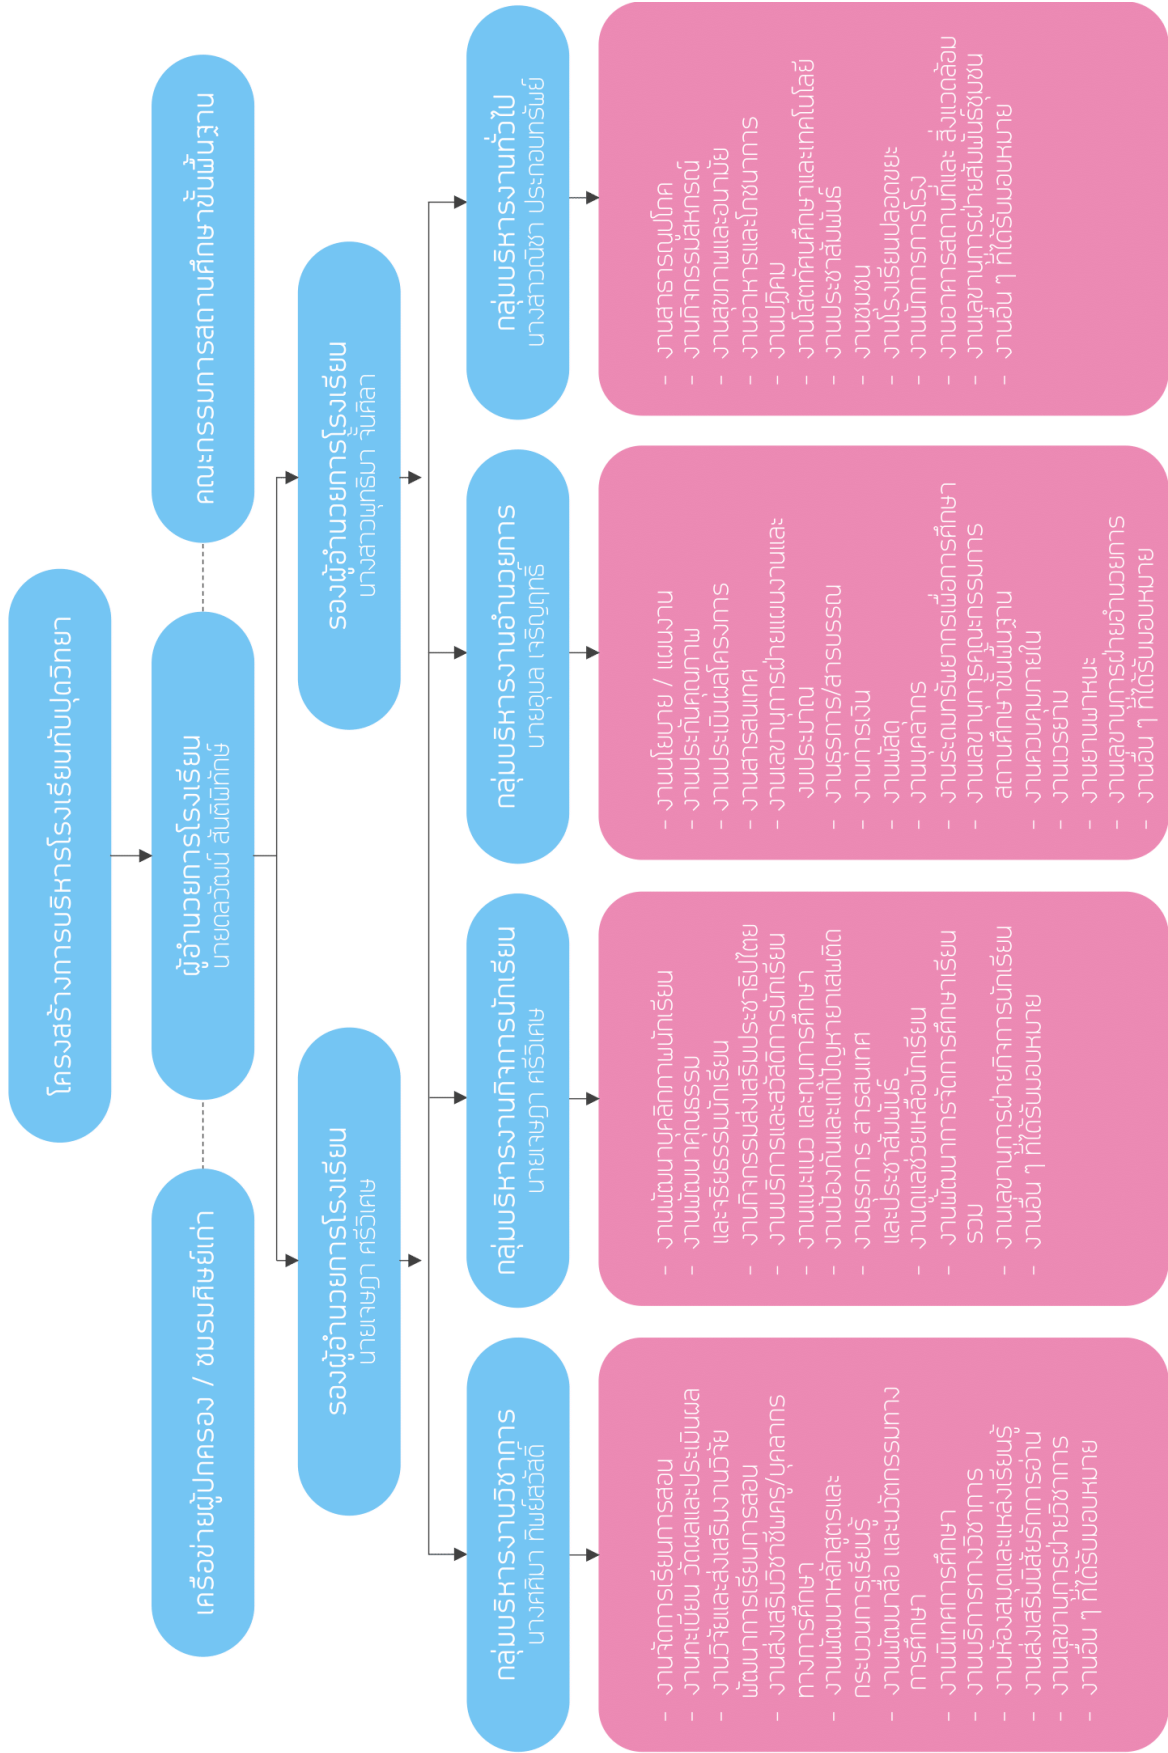 โครงสร้างการบริหารโรงเรียนทับปุดวิทยา
เครือข่ายผู้ปกครอง / ชมรมศิษย์เก่า
ผู้อำนวยการโรงเรียน
นายดลวัฒน์ สันติพิทักษ์
คณะกรรมการสถานศึกษาขั้นพื้นฐาน
รองผู้อำนวยการโรงเรียน
นายเจษฎา ศรีวิเศษ
รองผู้อำนวยการโรงเรียน
นางสาวพุทธิมา จั่นศิลา
กลุ่มบริหารงานวิชาการ
นางศศิมา ทิพย์สวัสดิ์
กลุ่มบริหารงานกิจการนักเรียน
นายเจษฎา ศรีวิเศษ
กลุ่มบริหารงานอำนวยการ
นายอุบล เจริญฤทธิ์
กลุ่มบริหารงานทั่วไป
นางสาวณิชา ประกอบทรัพย์
- งานจัดการเรียนการสอน
- งานทะเบียน วัดผลและประเมินผล
- งานวิจัยและส่งเสริมงานวิจัย
พัฒนาการเรียนการสอน
- งานส่งเสริมวิชาชีพครู/บุคลากร
ทางการศึกษา
- งานพัฒนาหลักสูตรและ
กระบวนการเรียนรู้
- งานพัฒนาสื่อ และนวัตกรรมทาง
การศึกษา
- งานนิเทศการศึกษา
- งานบริการทางวิชาการ
- งานห้องสมุดและแหล่งเรียนรู้
- งานส่งเสริมนิสัยรักการอ่าน
- งานเลขานุการฝ่ายวิชาการ
- งานอื่น ๆ ที่ได้รับมอบหมาย
- งานพัฒนาบุคลิกภาพนักเรียน
- งานพัฒนาคุณธรรม
และจริยธรรมนักเรียน
- งานกิจกรรมส่งเสริมประชาธิปไตย
- งานบริการและสวัสดิการนักเรียน
- งานแนะแนว และทุนการศึกษา
- งานป้องกันและแก้ปัญหายาเสพติด
- งานธุรการ สารสนเทศ
และประชาสัมพันธ์
- งานดูแลช่วยเหลือนักเรียน
- งานพัฒนาการจัดการศึกษาเรียน
รวม
- งานเลขานุการฝ่ายกิจการนักเรียน
- งานอื่น ๆ ที่ได้รับมอบหมาย
- งานนโยบาย / แผนงาน
- งานประกันคุณภาพ
- งานประเมินผลโครงการ
- งานสารสนเทศ
- งานเลขานุการฝ่ายแผนงานและ
งบประมาณ
- งานธุรการ/สารบรรณ
- งานการเงิน
- งานพัสดุ
- งานบุคลากร
- งานระดมทรัพยากรเพื่อการศึกษา
- งานเลขานุการคณะกรรมการ
สถานศึกษาขั้นพื้นฐาน
- งานควบคุมภายใน
- งานเวรยาม
- งานยานพาหนะ
- งานเลขานุการฝ่ายอำนวยการ
- งานอื่น ๆ ที่ได้รับมอบหมาย
- งานสาธารณูปโภค
- งานกิจกรรมสหกรณ์
- งานสุขภาพและอนามัย
- งานอาหารและโภชนาการ
- งานปฏิคม
- งานโสตทัศนศึกษาและเทคโนโลยี
- งานประชาสัมพันธ์
- งานชุมชน
- งานโรงเรียนปลอดขยะ
- งานนักการภารโรง
- งานอาคารสถานที่และ สิ่งแวดล้อม
- งานเลขานุการฝ่ายสัมพันธ์ชุมชน
- งานอื่น ๆ ที่ได้รับมอบหมาย